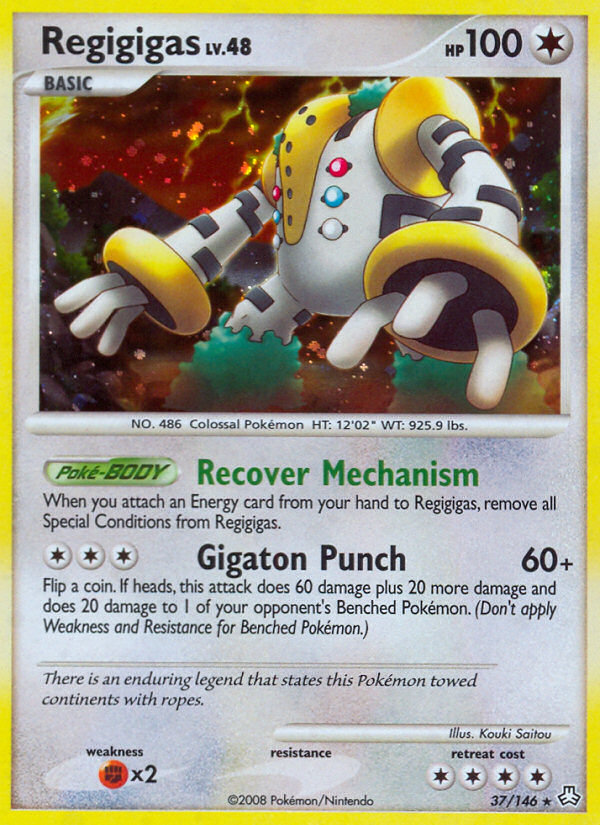 Regigigas LV.48 HP 100
BASIC
NO. 486 Colossal Pokémon HT: 12'02" WT: 925.9 lbs.
Poké-BODY Recover Mechanism
When you attach an Energy card from your hand to Regigigas, remove all
Special Conditions from Regigigas.
Gigaton Punch 60+
Flip a coin. If heads, this attack does 60 damage plus 20 more damage and
does 20 damage to 1 of your opponent's Benched Pokémon. (Don't apply
Weakness and Resistance for Benched Pokémon.)
There is an enduring legend that states this Pokémon towed
continents with ropes.
Illus. Kouki Saitou
weakness resistance retreat cost
x2
©2008 Pokémon/Nintendo 37/146 ★